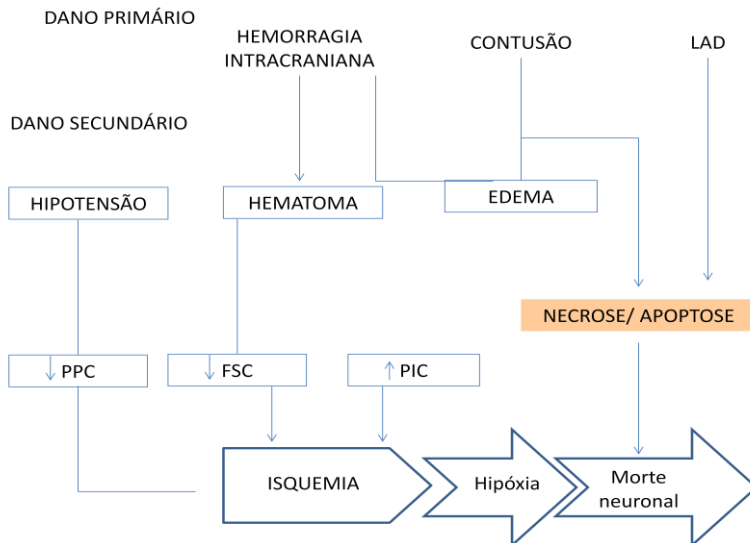 DANO PRIMÁRIO
HEMORRAGIA
INTRACRANIANA
CONTUSÃO
LAD
DANO SECUNDÁRIO
HIPOTENSÃO
HEMATOMA
EDEMA
NECROSE/ APOPTOSE
↓ PPC
↓ FSC
↑ PIC
ISQUEMIA
Hipóxia
Morte
neuronal